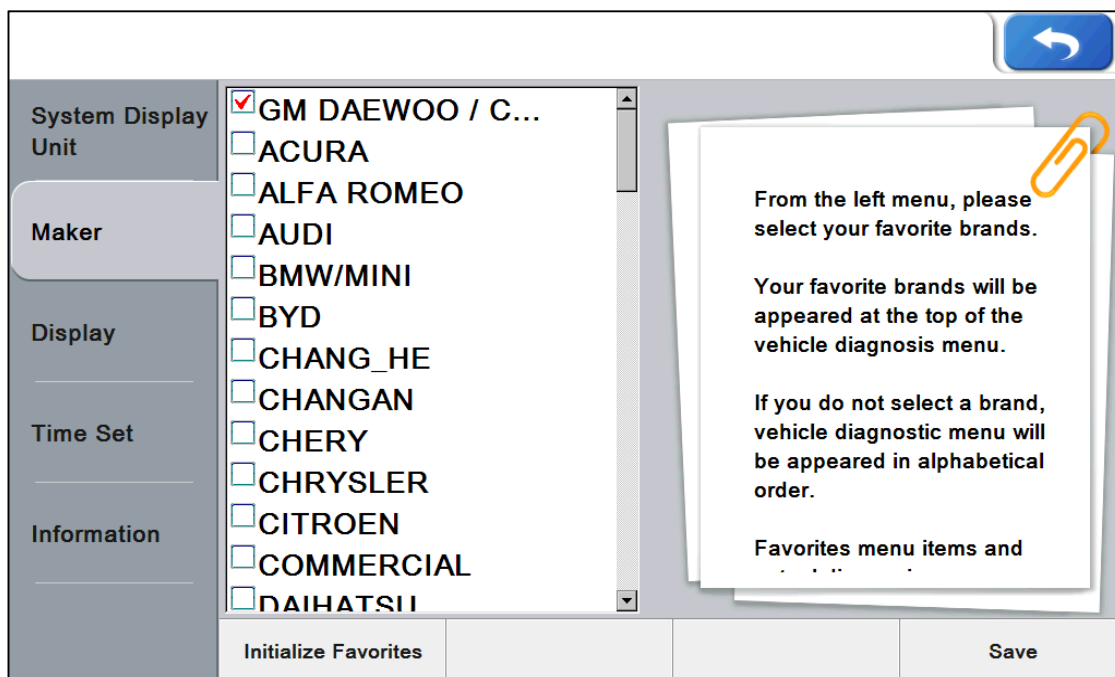 System Display
Unit
Maker
Display
Time Set
Information
GM DAEWOO / C...
ACURA
ALFA ROMEO
AUDI
BMW/MINI
BYD
CHANG_HE
CHANGAN
CHERY
CHRYSLER
CITROEN
COMMERCIAL
DAIHATSU
From the left menu, please
select your favorite brands.
Your favorite brands will be
appeared at the top of the
vehicle diagnosis menu.
If you do not select a brand,
vehicle diagnostic menu will
be appeared in alphabetical
order.
Favorites menu items and
Initialize Favorites
Save